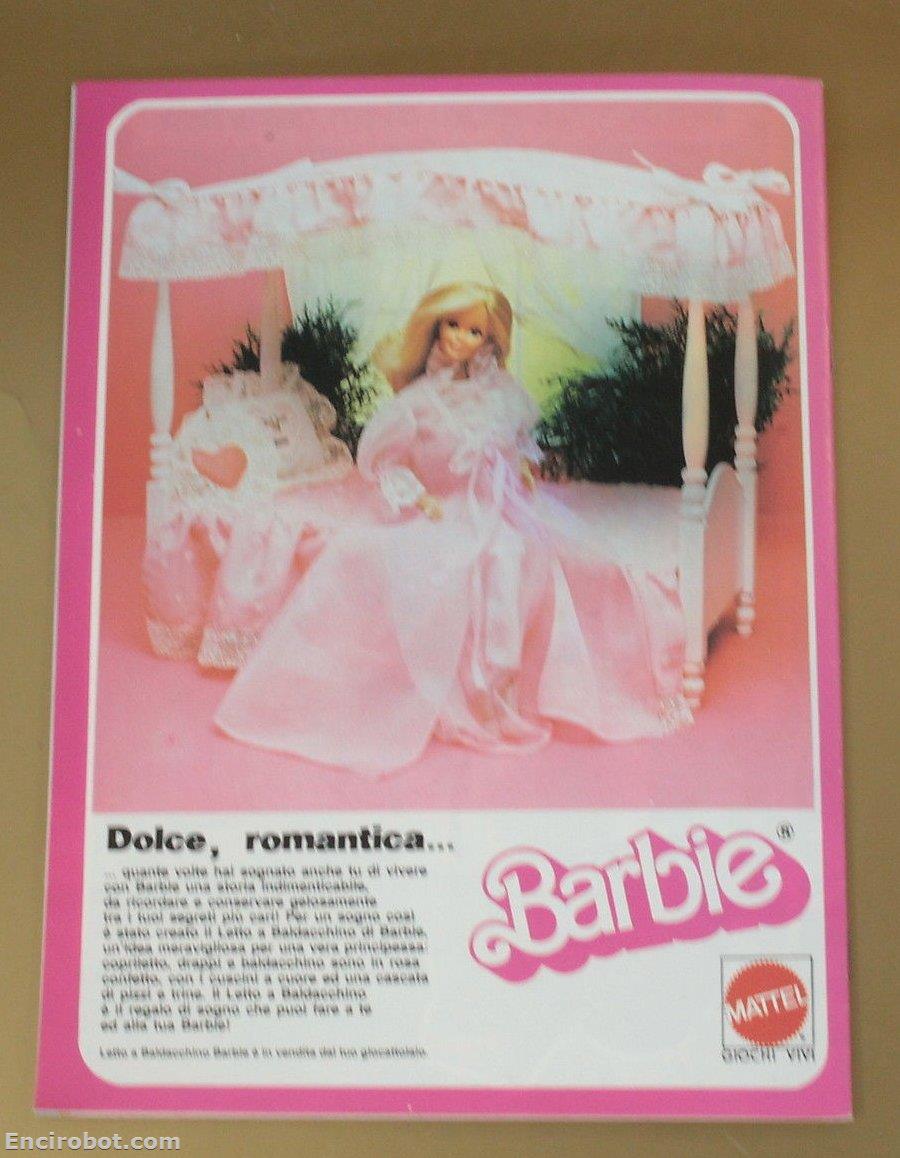 Dolce, romantica...
... quante volte hai sognato anche tu di vivere
con Barbie una storia indimenticabile,
da ricordare e conservare gelosamente
tra i tuoi segreti più cari! Per un sogno così
è stato creato il Letto a Baldacchino di Barbie,
un'idea meravigliosa per una vera principessa:
copriletto, drappi e baldacchino sono in rosa
confetto, con i cuscini a cuore ed una cascata
di pizzi e trine. Il Letto a Baldacchino
è il regalo di sogno che puoi fare a te
ed alla tua Barbie!
Letto a Baldacchino Barbie è in vendita dal tuo giocattolaio.
Barbie®
MATTEL
GIOCHI VIVI
Encirobot.com